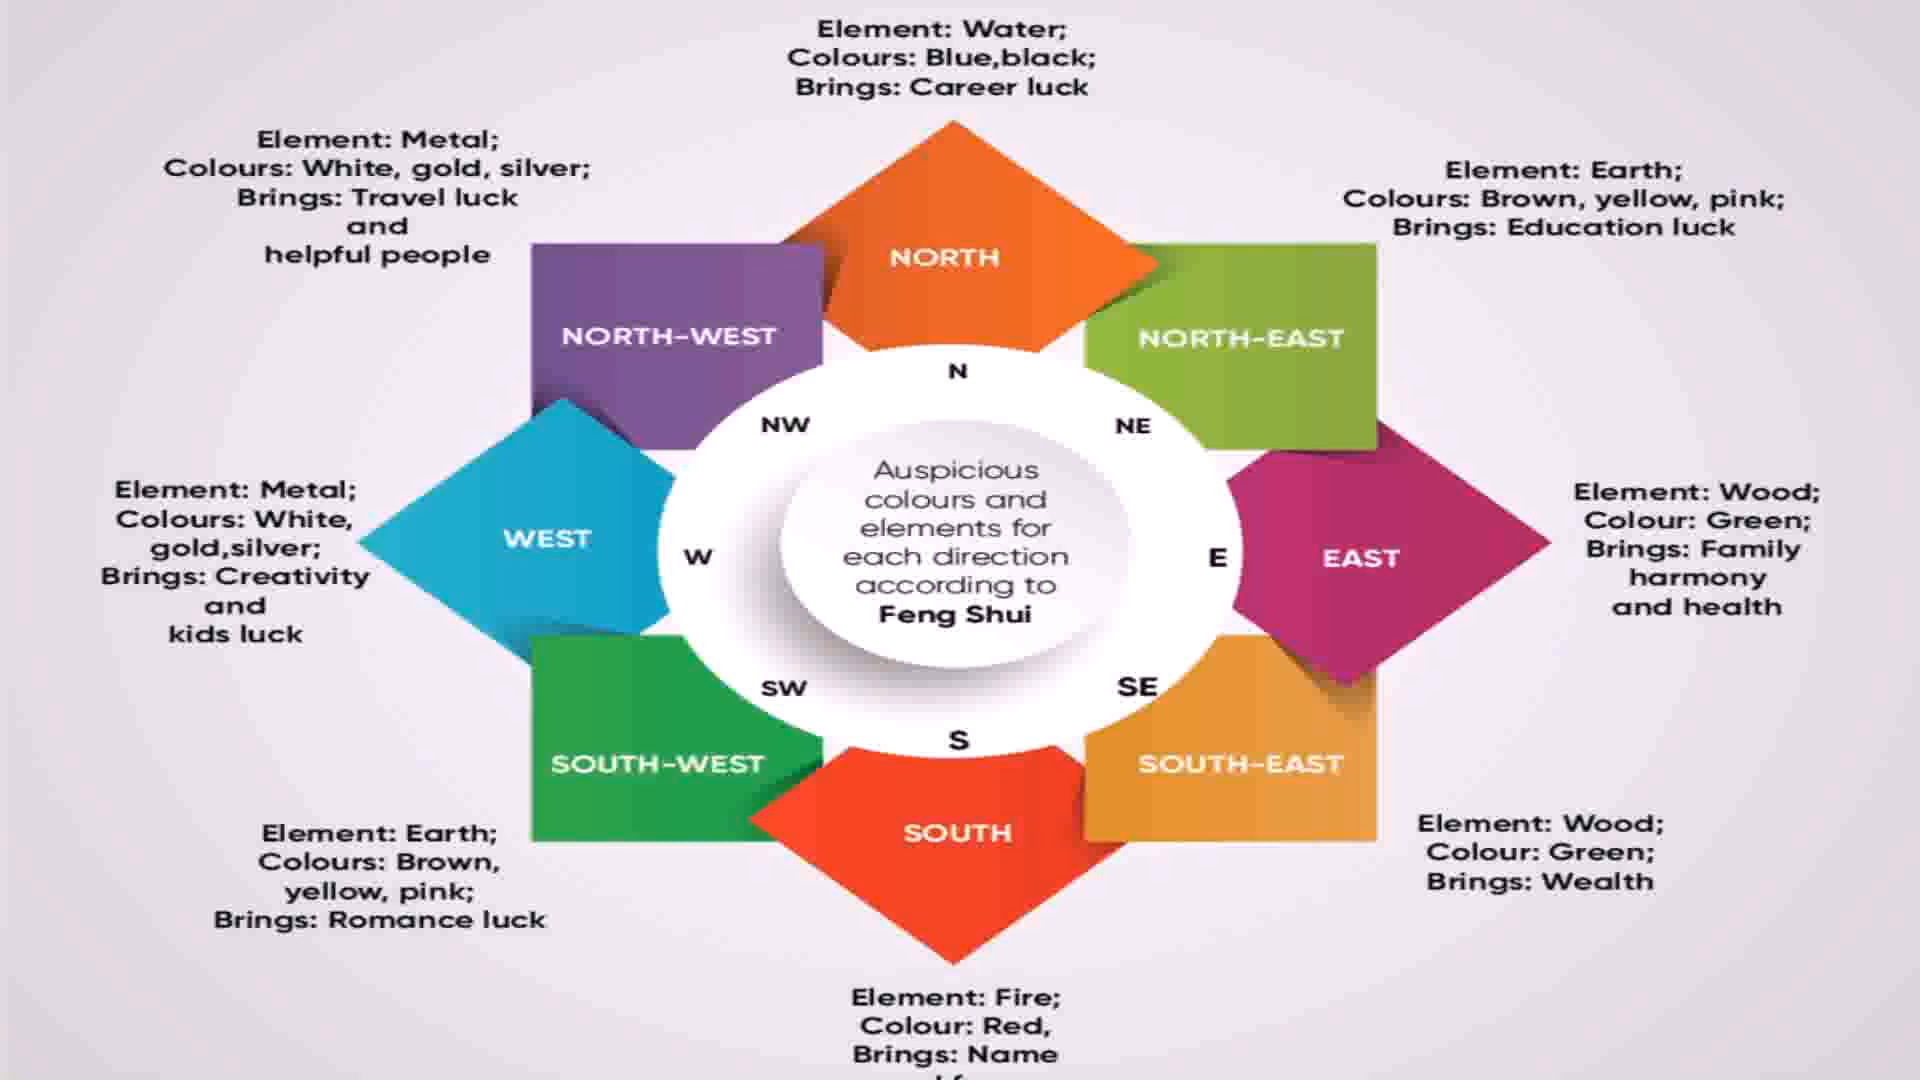 Element: Water;
Colours: Blue,black;
Brings: Career luck
Element: Metal;
Colours: White, gold, silver;
Brings: Travel luck
and
helpful people
Element: Earth;
Colours: Brown, yellow, pink;
Brings: Education luck
NORTH
NORTH-WEST
NORTH-EAST
N
NW
NE
Auspicious
colours and
elements for
each direction
according to
Feng Shui
Element: Metal;
Colours: White,
gold,silver;
Brings: Creativity
and
kids luck
WEST
W
E
EAST
Element: Wood;
Colour: Green;
Brings: Family
harmony
and health
SW
SE
S
SOUTH-WEST
SOUTH-EAST
SOUTH
Element: Earth;
Colours: Brown,
yellow, pink;
Brings: Romance luck
Element: Wood;
Colour: Green;
Brings: Wealth
Element: Fire;
Colour: Red,
Brings: Name